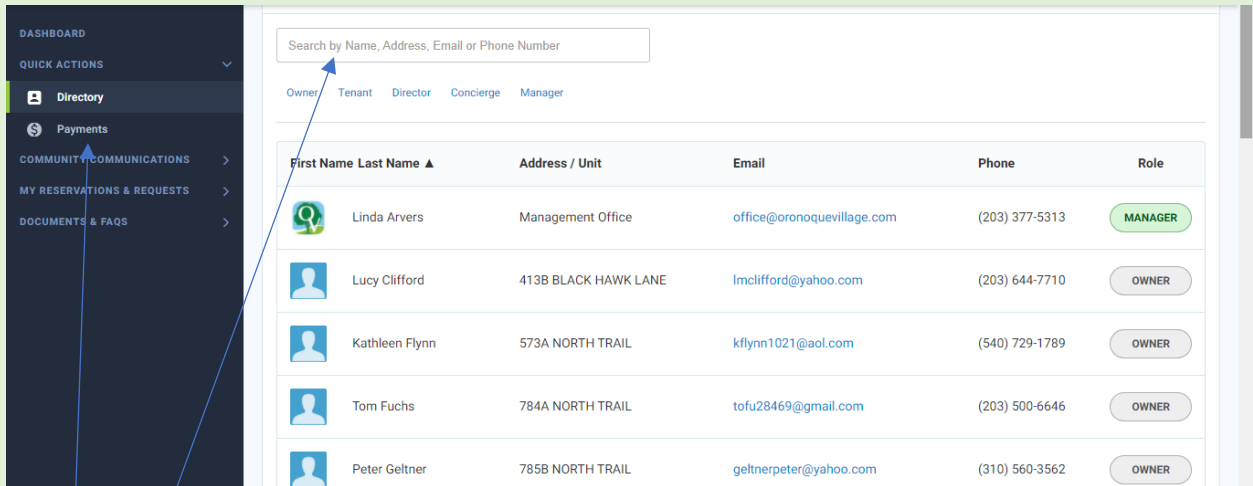 DASHBOARD
QUICK ACTIONS
Directory
Payments
COMMUNITY COMMUNICATIONS
MY RESERVATIONS & REQUESTS
DOCUMENTS & FAQS
Search by Name, Address, Email or Phone Number
Owner Tenant Director Concierge Manager
First Name Last Name ▲ Address / Unit Email Phone Role
Linda Arvers Management Office office@oronoquevillage.com (203) 377-5313 MANAGER
Lucy Clifford 413B BLACK HAWK LANE lmclifford@yahoo.com (203) 644-7710 OWNER
Kathleen Flynn 573A NORTH TRAIL kflynn1021@aol.com (540) 729-1789 OWNER
Tom Fuchs 784A NORTH TRAIL tofu28469@gmail.com (203) 500-6646 OWNER
Peter Geltner 785B NORTH TRAIL geltnerpeter@yahoo.com (310) 560-3562 OWNER